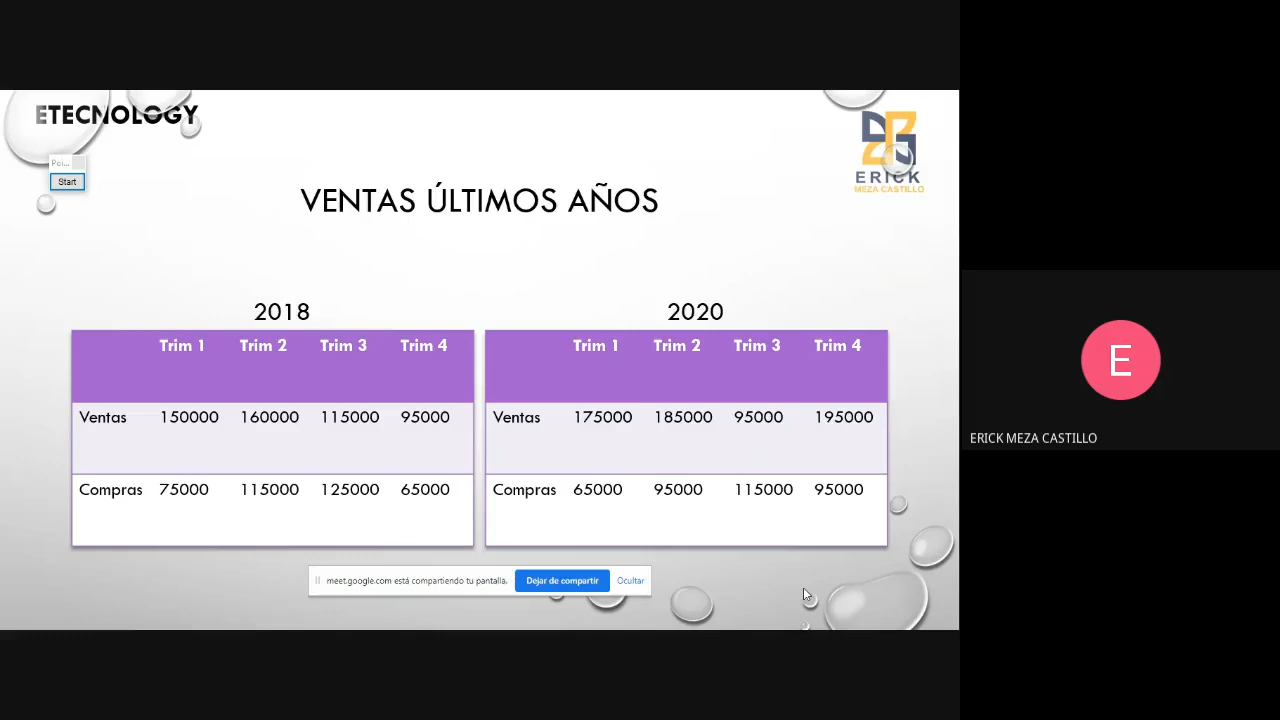 ETECNOLOGY
Poi...
Start
ERICK
MEZA CASTILLO
VENTAS ÚLTIMOS AÑOS
2018
Trim 1 Trim 2 Trim 3 Trim 4
Ventas 150000 160000 115000 95000
Compras 75000 115000 125000 65000
2020
Trim 1 Trim 2 Trim 3 Trim 4
Ventas 175000 185000 95000 195000
Compras 65000 95000 115000 95000
meet.google.com está compartiendo tu pantalla. Dejar de compartir Ocultar
E
ERICK MEZA CASTILLO